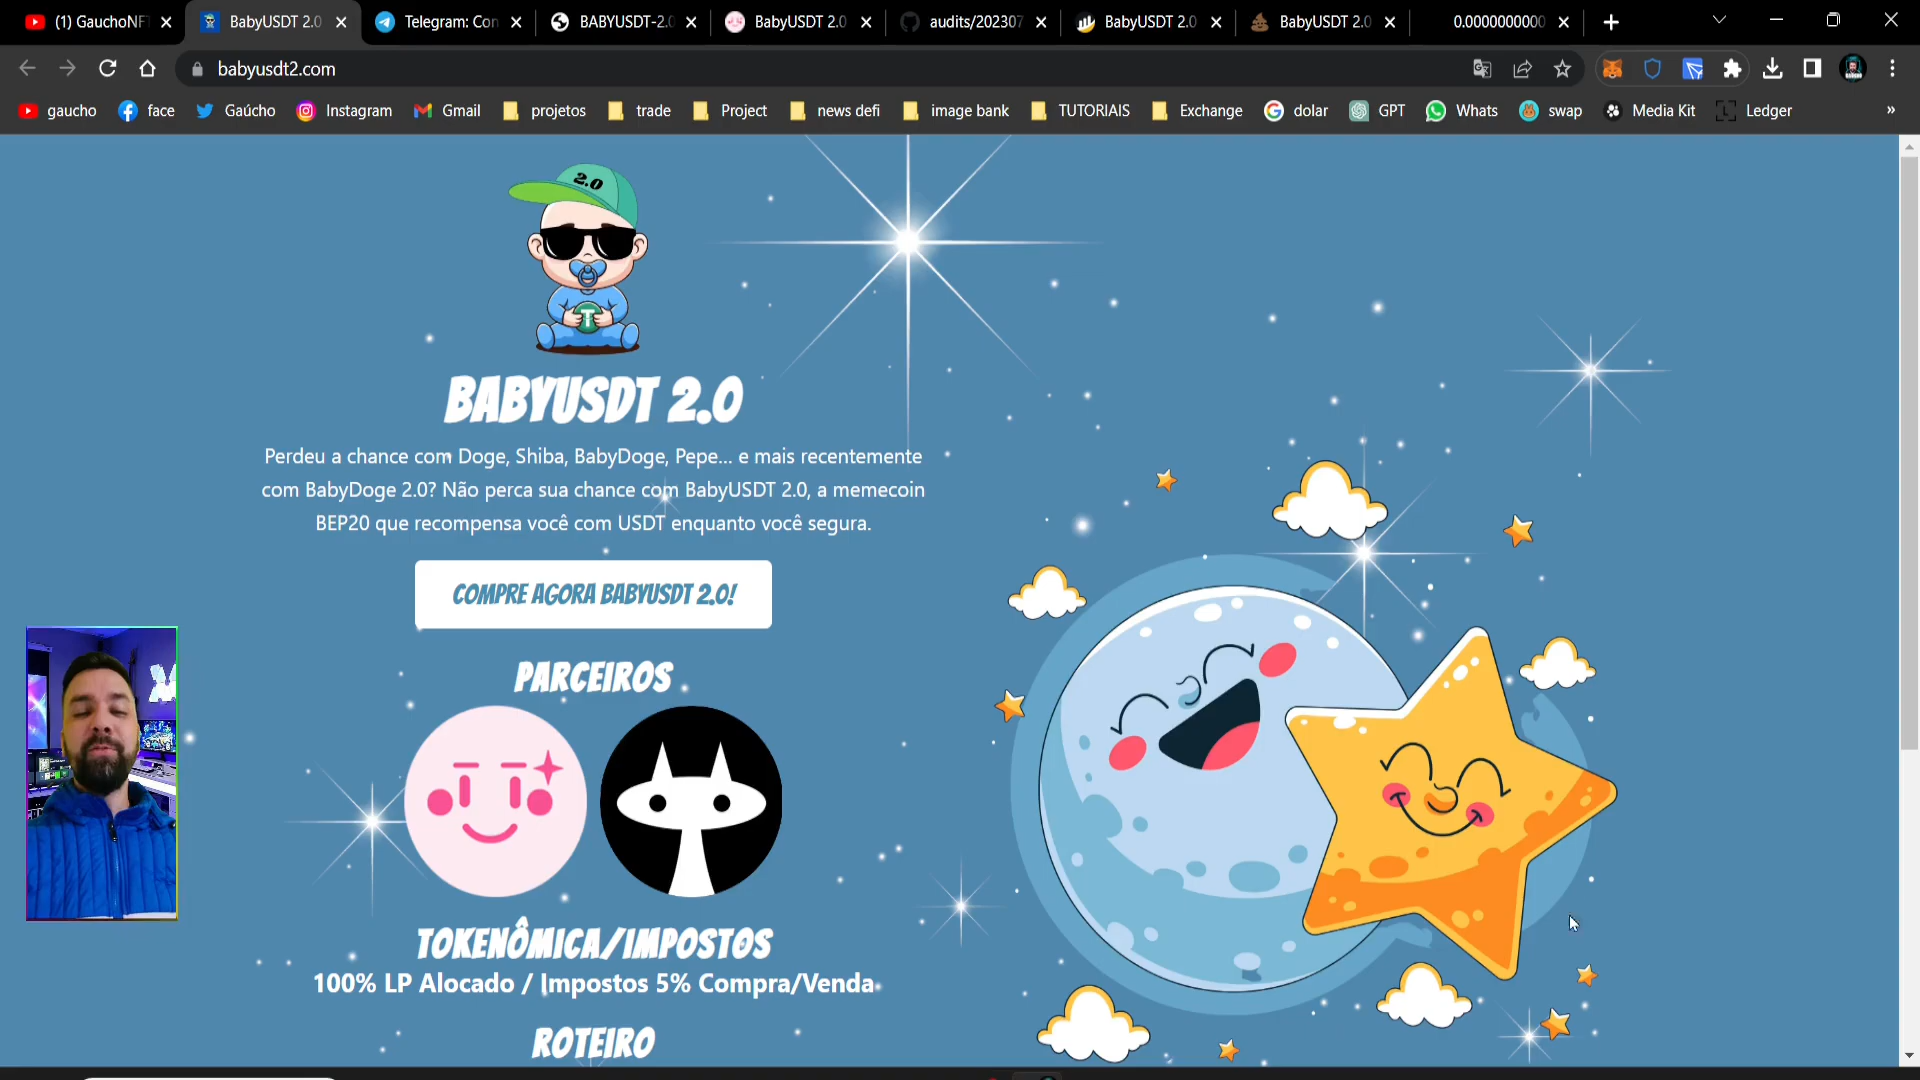 (1) GauchoNF
BabyUSDT 2.0
Telegram: Con
BABYUSDT-2.0
BabyUSDT 2.0
audits/202307
BabyUSDT 2.0
BabyUSDT 2.0
0.0000000000
babyusdt2.com
gaucho
face
Gaúcho
Instagram
Gmail
projetos
trade
Project
news defi
image bank
TUTORIAIS
Exchange
dolar
GPT
Whats
swap
Media Kit
Ledger
»
2.0
T
BABYUSDT 2.0
Perdeu a chance com Doge, Shiba, BabyDoge, Pepe... e mais recentemente
com BabyDoge 2.0? Não perca sua chance com BabyUSDT 2.0, a memecoin
BEP20 que recompensa você com USDT enquanto você segura.
COMPRE AGORA BABYUSDT 2.0!
PARCEIROS
TOKENÔMICA/IMPOSTOS
100% LP Alocado / Impostos 5% Compra/Venda
ROTEIRO